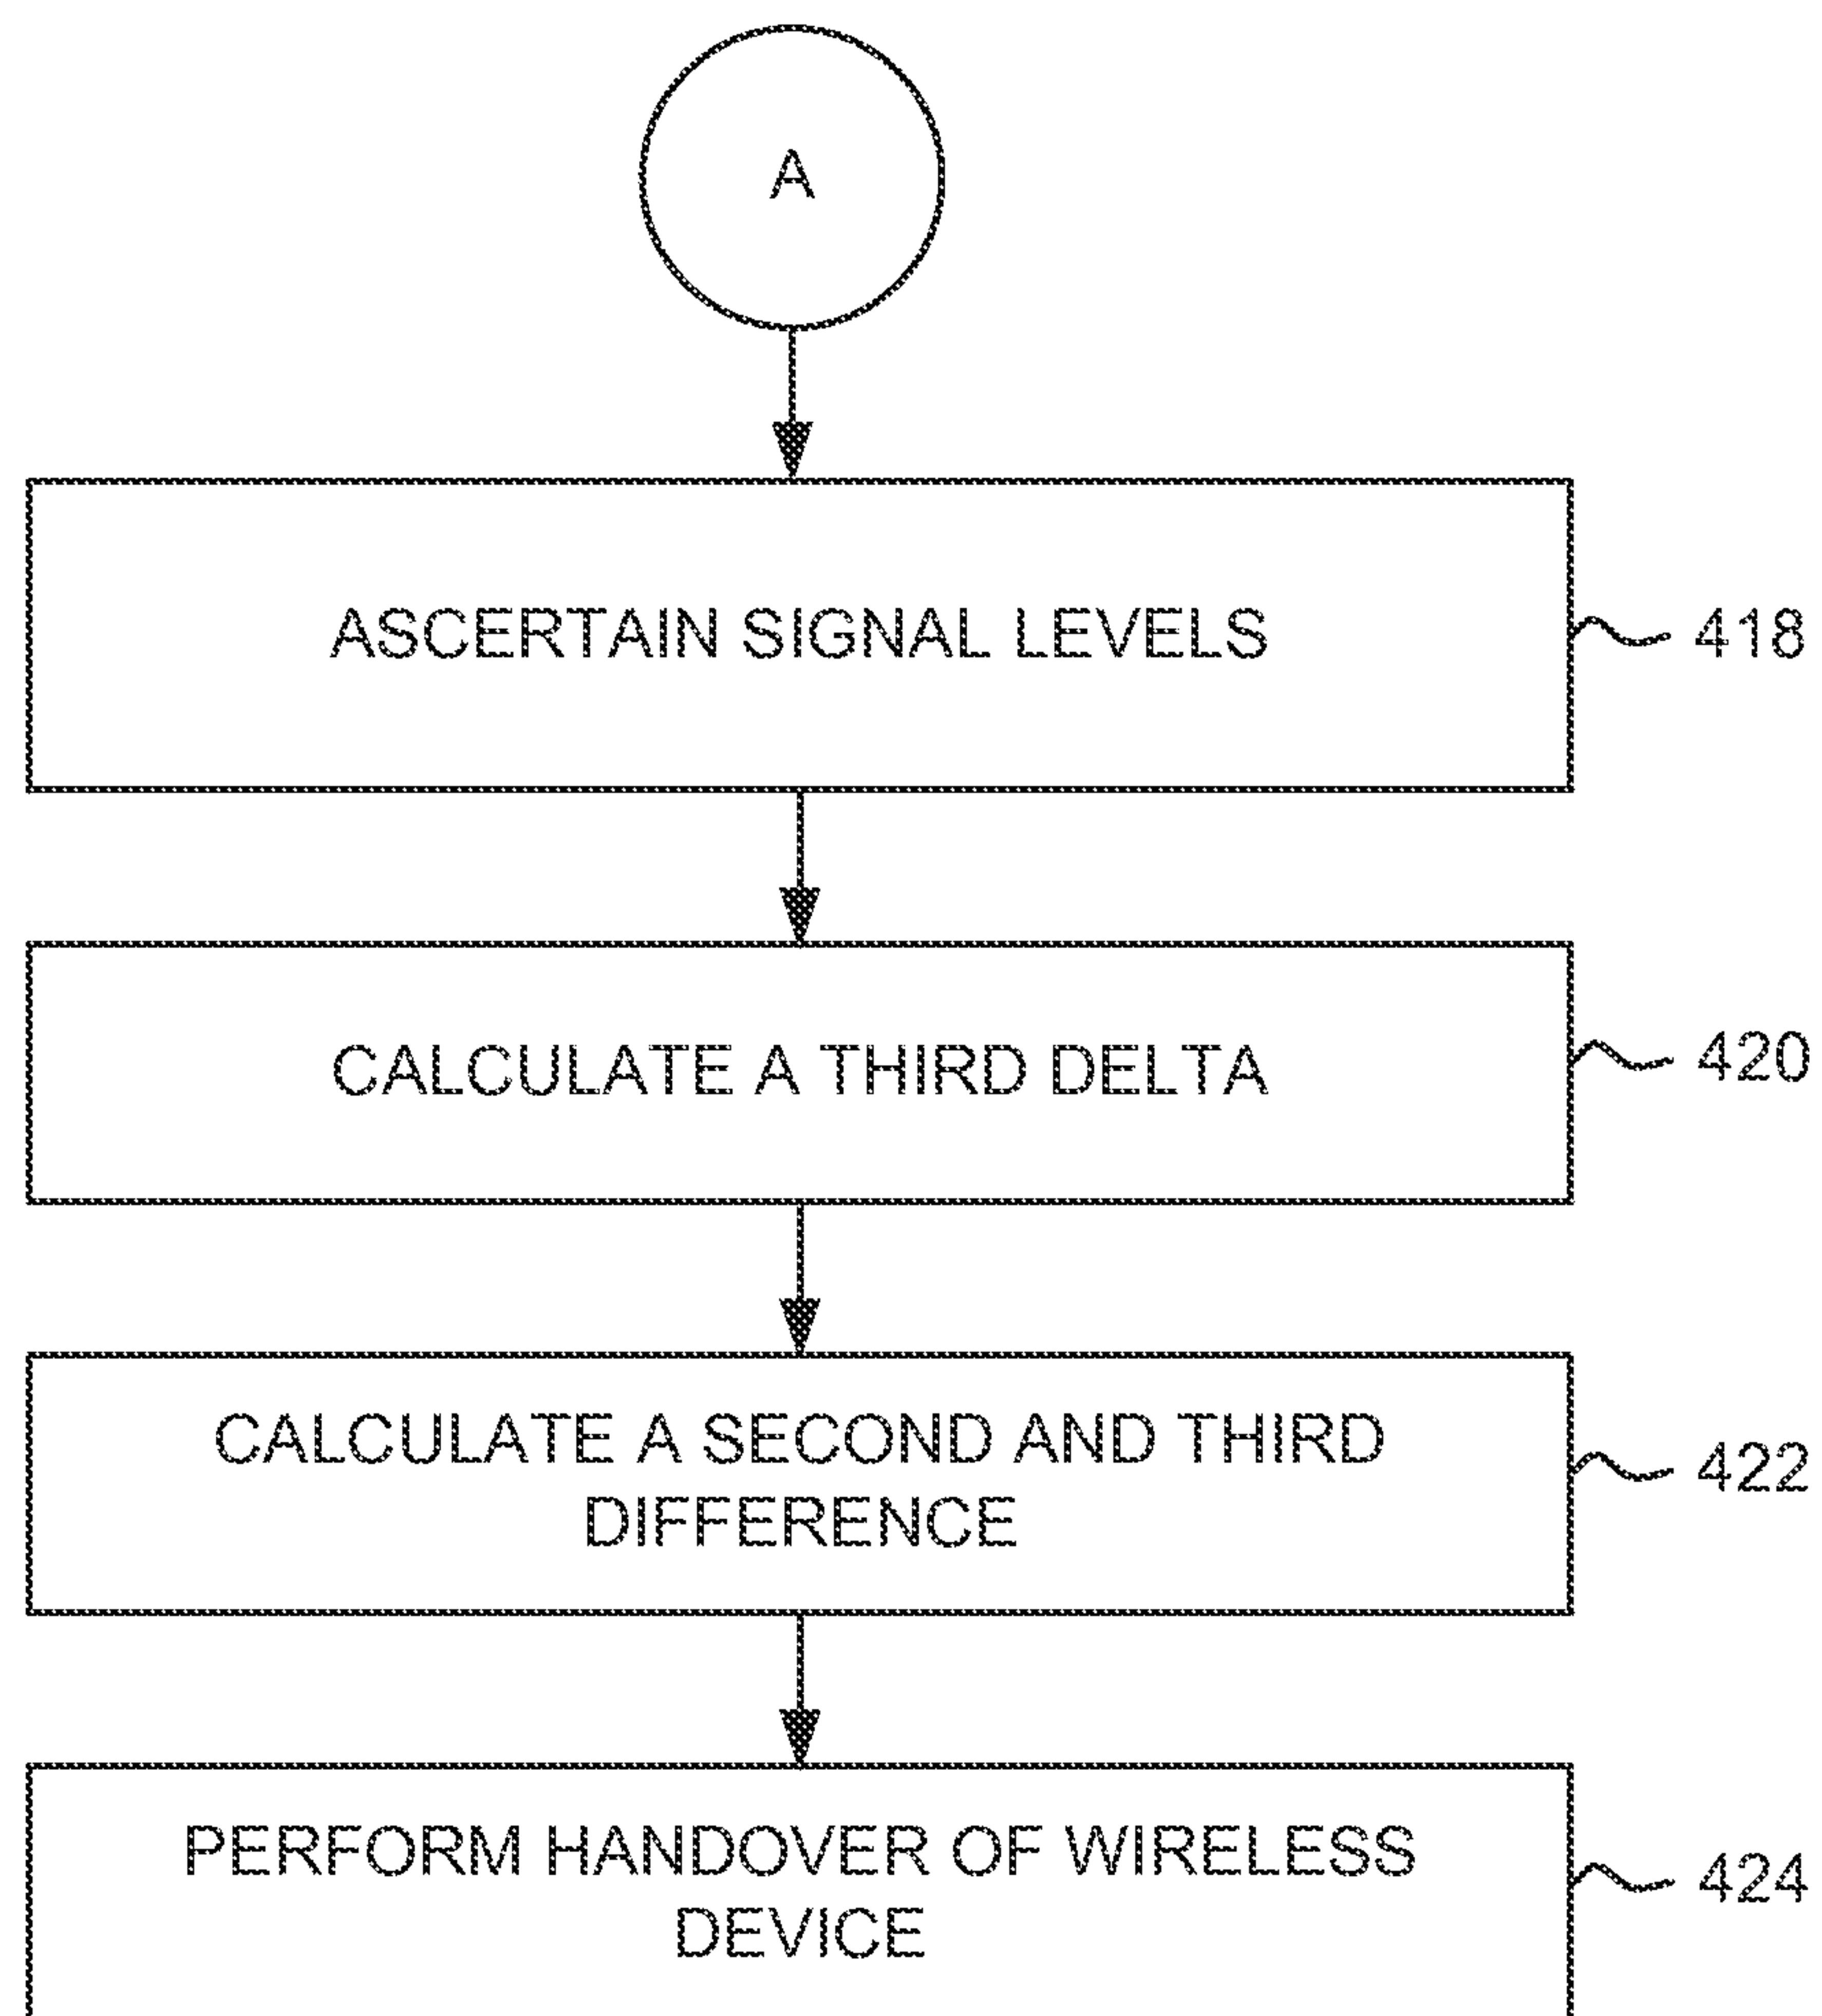 A
ASCERTAIN SIGNAL LEVELS
418
CALCULATE A THIRD DELTA
420
CALCULATE A SECOND AND THIRD
DIFFERENCE
422
PERFORM HANDOVER OF WIRELESS
DEVICE
424